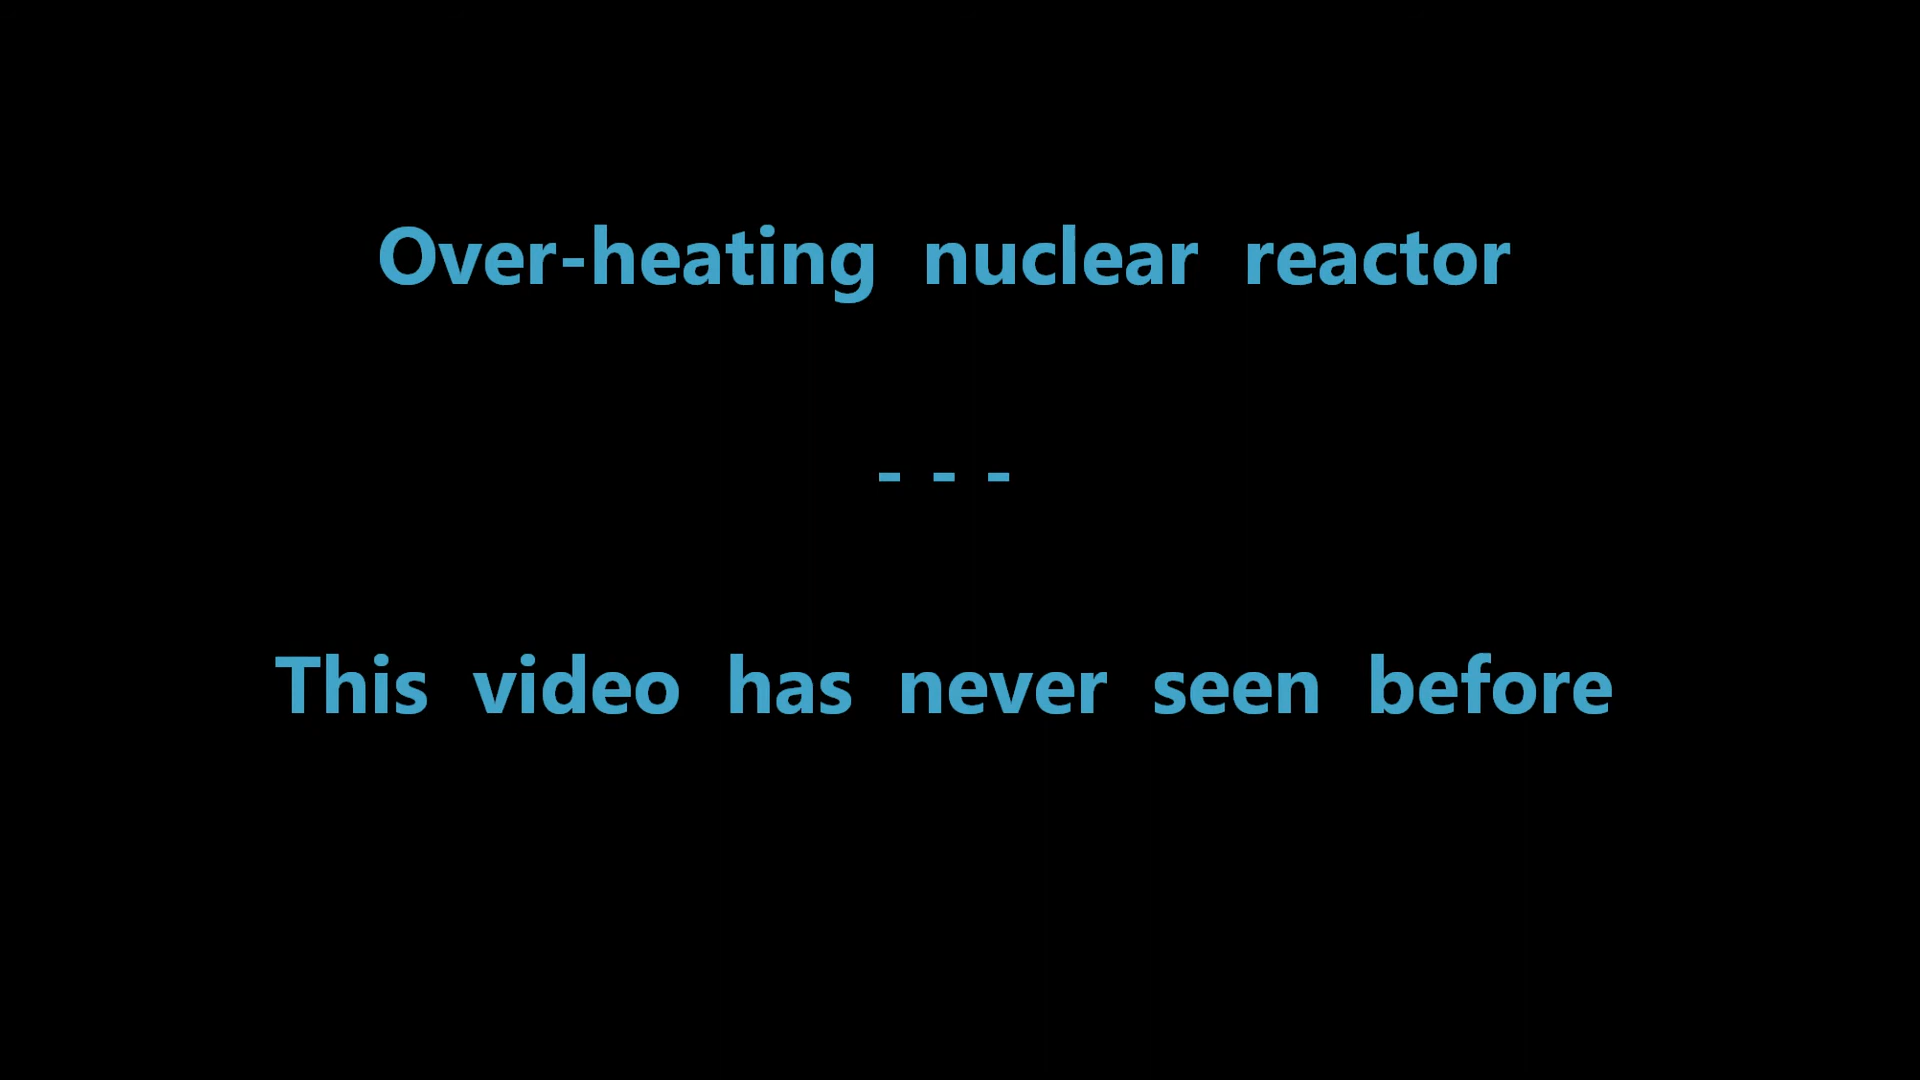 Over-heating nuclear reactor
- - -
This video has never seen before